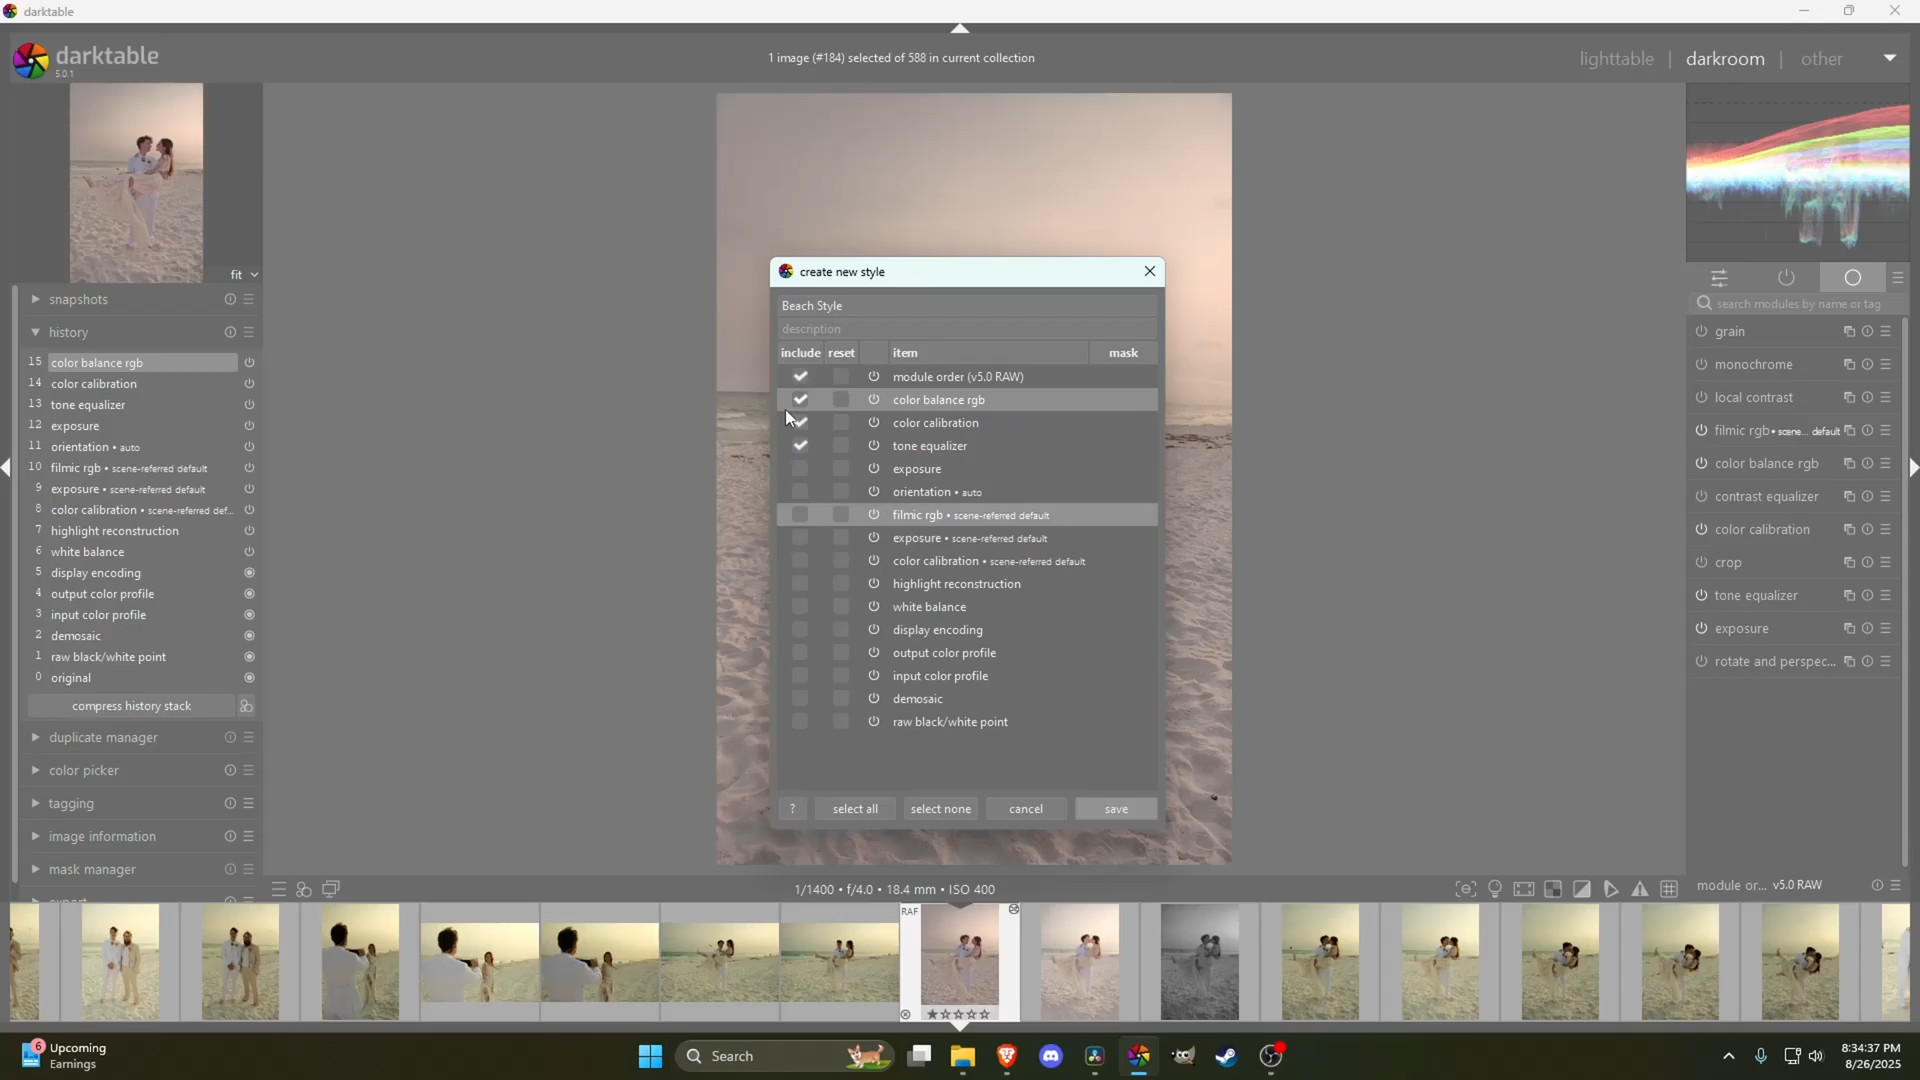 darktable
darktable
5.0.1
1 image (#184) selected of 588 in current collection
lighttable | darkroom | other
fit
snapshots
history
15 color balance rgb
14 color calibration
13 tone equalizer
12 exposure
11 orientation • auto
10 filmic rgb • scene-referred default
9 exposure • scene-referred default
8 color calibration • scene-referred def...
7 highlight reconstruction
6 white balance
5 display encoding
4 output color profile
3 input color profile
2 demosaic
1 raw black/white point
0 original
compress history stack
duplicate manager
color picker
tagging
image information
mask manager
create new style
Beach Style
description
include reset item mask
module order (v5.0 RAW)
color balance rgb
color calibration
tone equalizer
exposure
orientation • auto
filmic rgb • scene-referred default
exposure • scene-referred default
color calibration • scene-referred default
highlight reconstruction
white balance
display encoding
output color profile
input color profile
demosaic
raw black/white point
? select all select none cancel save
search modules by name or tag
grain
monochrome
local contrast
filmic rgb • scene... default
color balance rgb
contrast equalizer
color calibration
crop
tone equalizer
exposure
rotate and perspec...
1/1400 • f/4.0 • 18.4 mm • ISO 400
module or... v5.0 RAW
RAF
6
Upcoming
Earnings
Search
8:34:37 PM
8/26/2025